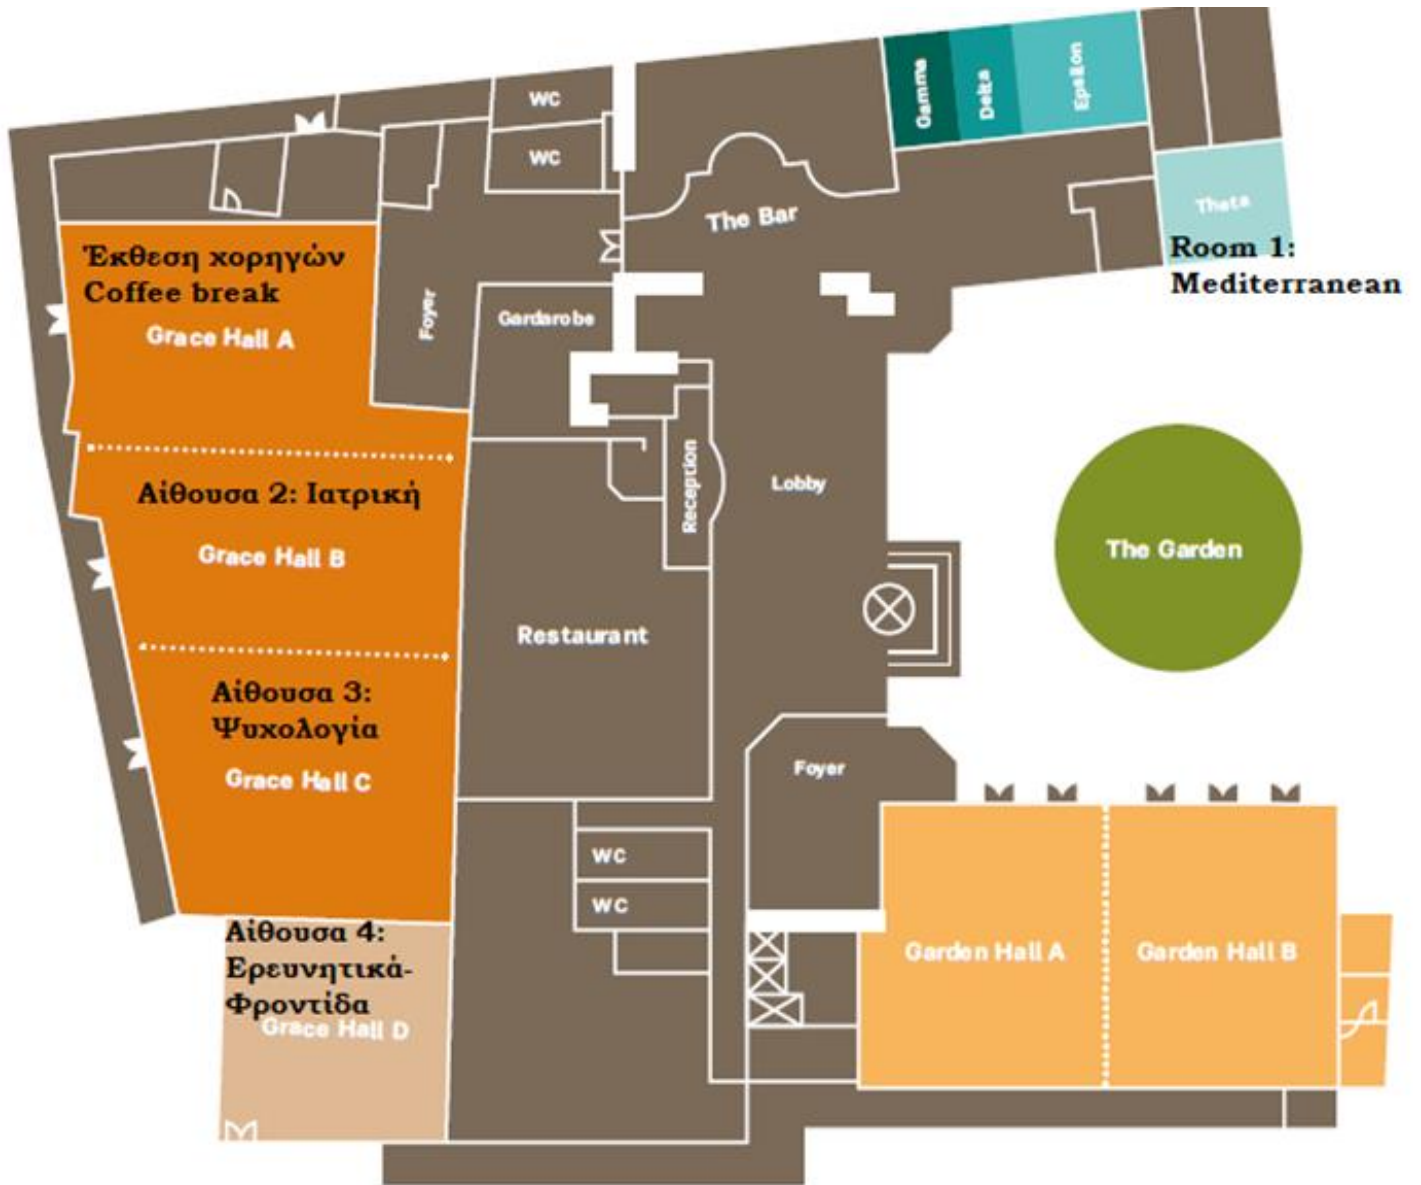 WC
WC
Gamma
Delta
Epsilon
The Bar
Theta
Room 1:
Mediterranean
Έκθεση χορηγών
Coffee break
Grace Hall A
Foyer
Gardarobe
Reception
Lobby
Αίθουσα 2: Ιατρική
Grace Hall B
The Garden
Restaurant
Αίθουσα 3:
Ψυχολογία
Grace Hall C
Foyer
WC
WC
Αίθουσα 4:
Ερευνητικά-
Φροντίδα
Grace Hall D
Garden Hall A
Garden Hall B